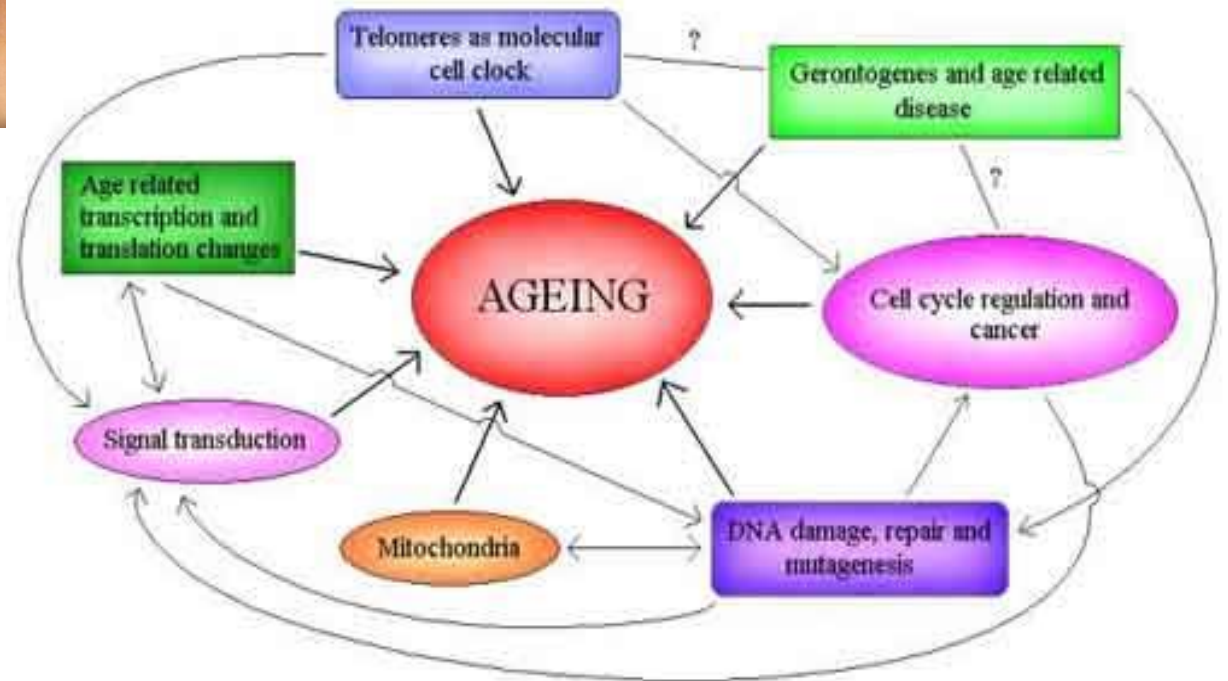 Telomeres as molecular
cell clock
?
Gerontogenes and age related
disease
?
Age related
transcription and
translation changes
AGEING
Cell cycle regulation and
cancer
Signal transduction
Mitochondria
DNA damage, repair and
mutagenesis